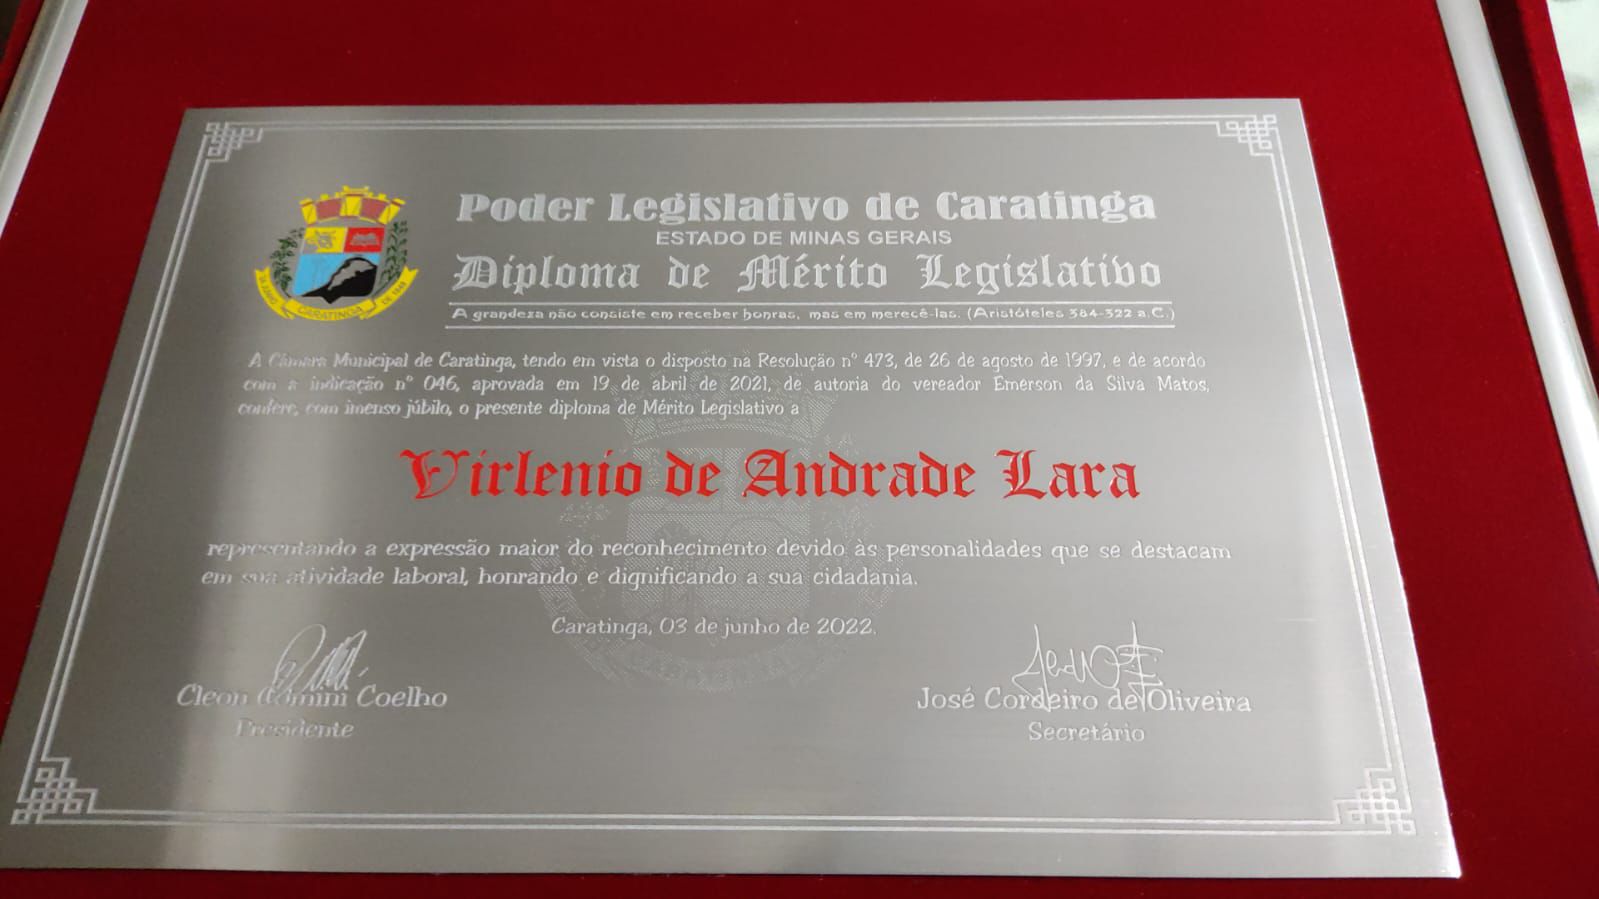 Poder Legislativo de Caratinga
ESTADO DE MINAS GERAIS
Diploma de Mérito Legislativo
A grandeza não consiste em receber honras, mas em merecê-las. (Aristóteles 384-322 a.C.)
CARATINGA
DE 1848
A Câmara Municipal de Caratinga, tendo em vista o disposto na Resolução nº 473, de 26 de agosto de 1997, e de acordo
com a indicação nº 046, aprovada em 19 de abril de 2021, de autoria do vereador Emerson da Silva Matos,
confere, com imenso júbilo, o presente diploma de Mérito Legislativo a
Virlenio de Andrade Lara
representando a expressão maior do reconhecimento devido às personalidades que se destacam
em sua atividade laboral, honrando e dignificando a sua cidadania.
Caratinga, 03 de junho de 2022.
Cleon Coelho
Presidente
José Cordeiro de Oliveira
Secretário